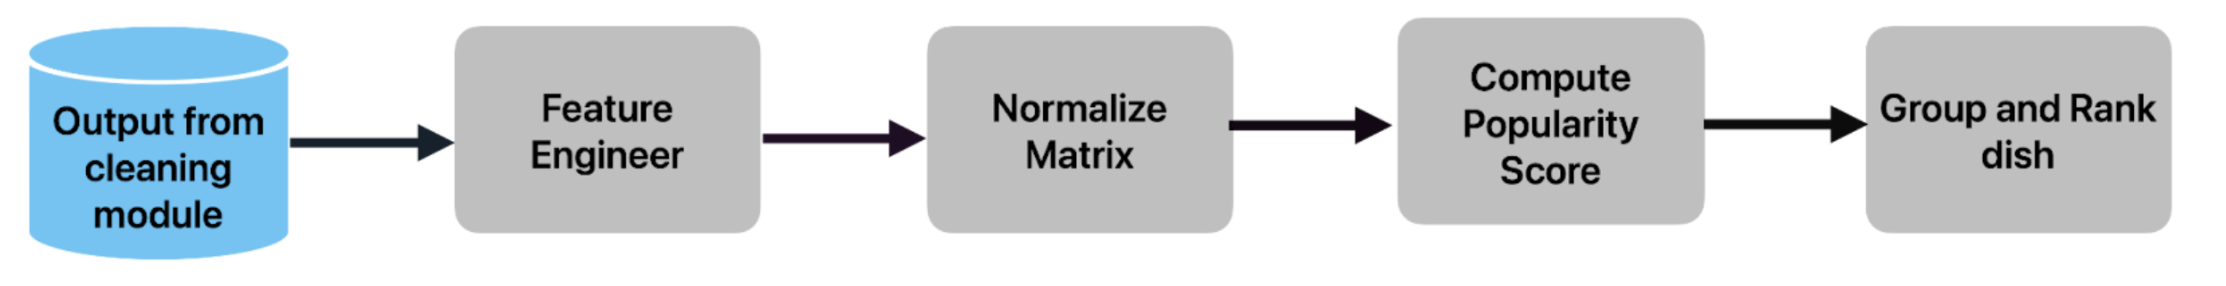 Output from
cleaning
module
Feature
Engineer
Normalize
Matrix
Compute
Popularity
Score
Group and Rank
dish